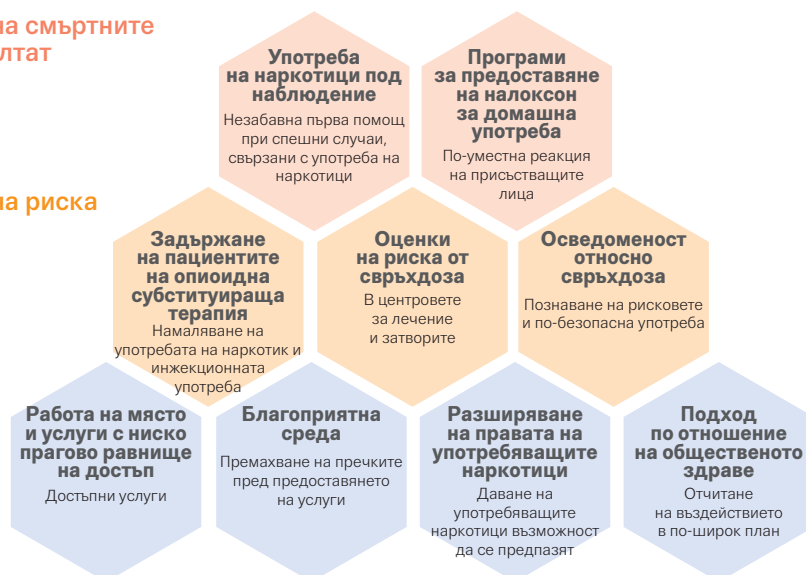 на смъртните
Употреба
на наркотици под
наблюдение
Незабавна първа помощ
при спешни случаи,
свързани с употреба на
наркотици
Програми
за предоставяне
на налоксон
за домашна
употреба
По-уместна реакция
на присъстващите
лица
на риска
Задържане
на пациентите
на опиоидна
субституираща
терапия
Намаляване на
употребата на наркотик и
инжекционната
употреба
Оценки
на риска от
свръхдоза
В центровете
за лечение
и затворите
Осведоменост
относно
свръхдоза
Познаване на рисковете
и по-безопасна употреба
Работа на място
и услуги с ниско
прагово равнище
на достъп
Достъпни услуги
Благоприятна
среда
Премахване на пречките
пред предоставянето
на услуги
Разширяване
на правата на
употребяващите
наркотици
Даване на
употребяващите
наркотици възможност
да се предпазят
Подход
по отношение
на общественото
здраве
Отчитане
на въздействието
в по-широк план